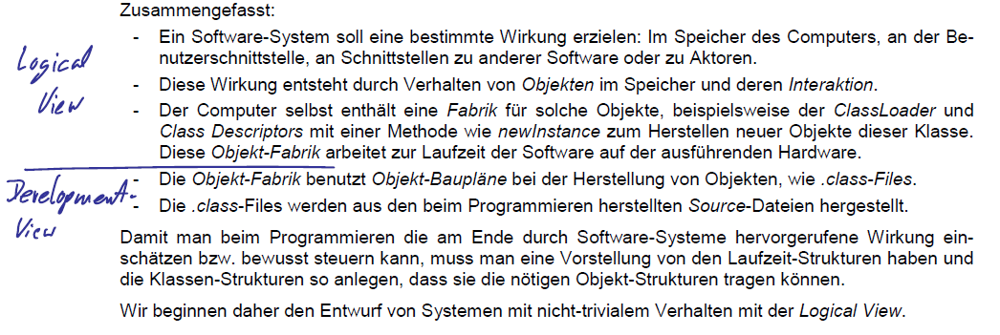 Zusammengefasst:
- Ein Software-System soll eine bestimmte Wirkung erzielen: Im Speicher des Computers, an der Be-
nutzerschnittstelle, an Schnittstellen zu anderer Software oder zu Aktoren.
Logical
View
- Diese Wirkung entsteht durch Verhalten von Objekten im Speicher und deren Interaktion.
- Der Computer selbst enthält eine Fabrik für solche Objekte, beispielsweise der ClassLoader und
Class Descriptors mit einer Methode wie newInstance zum Herstellen neuer Objekte dieser Klasse.
Diese Objekt-Fabrik arbeitet zur Laufzeit der Software auf der ausführenden Hardware.
Development-
View
- Die Objekt-Fabrik benutzt Objekt-Baupläne bei der Herstellung von Objekten, wie .class-Files.
- Die .class-Files werden aus den beim Programmieren herstellten Source-Dateien hergestellt.
Damit man beim Programmieren die am Ende durch Software-Systeme hervorgerufene Wirkung ein-
schätzen bzw. bewusst steuern kann, muss man eine Vorstellung von den Laufzeit-Strukturen haben und
die Klassen-Strukturen so anlegen, dass sie die nötigen Objekt-Strukturen tragen können.
Wir beginnen daher den Entwurf von Systemen mit nicht-trivialem Verhalten mit der Logical View.